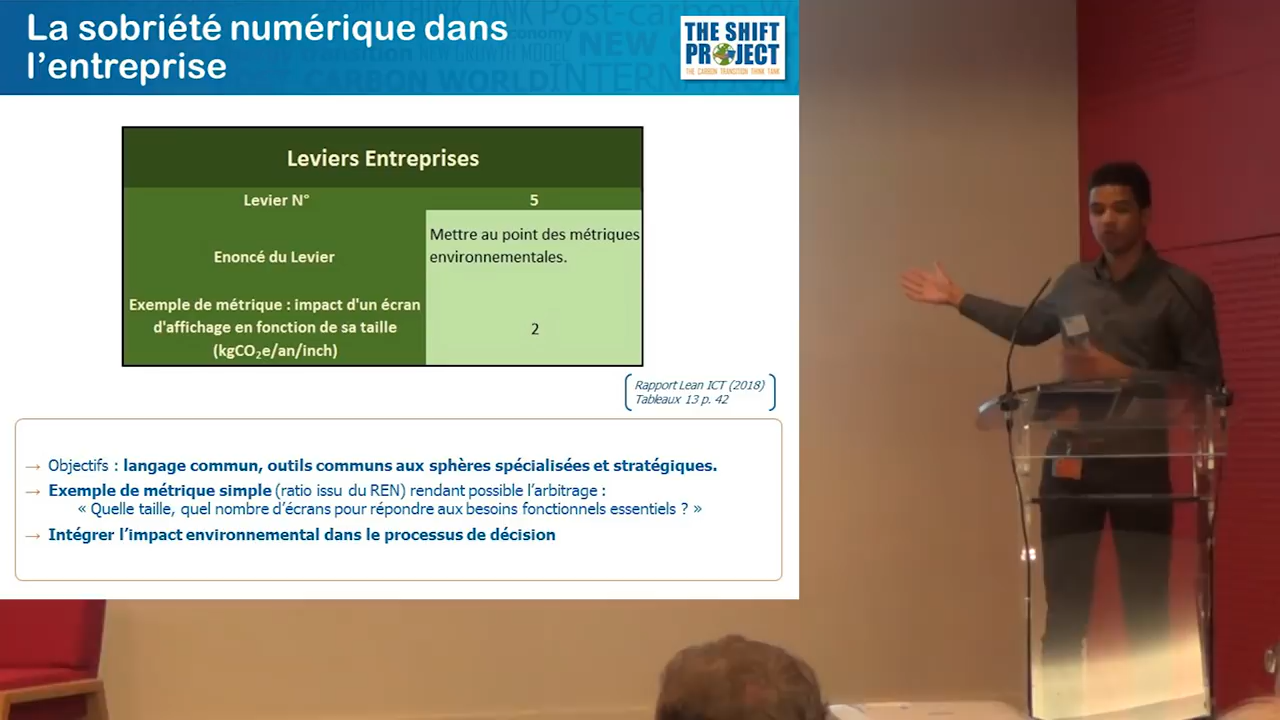 La sobriété numérique dans
l'entreprise
THE SHIFT
PROJECT
THE CARBON TRANSITION THINK TANK
Leviers Entreprises
Levier N° 5
Enoncé du Levier
Mettre au point des métriques
environnementales.
Exemple de métrique : impact d'un écran
d'affichage en fonction de sa taille
(kgCO₂e/an/inch)
2
Rapport Lean ICT (2018)
Tableaux 13 p. 42
→ Objectifs : langage commun, outils communs aux sphères spécialisées et stratégiques.
→ Exemple de métrique simple (ratio issu du REN) rendant possible l'arbitrage :
« Quelle taille, quel nombre d'écrans pour répondre aux besoins fonctionnels essentiels ? »
→ Intégrer l'impact environnemental dans le processus de décision